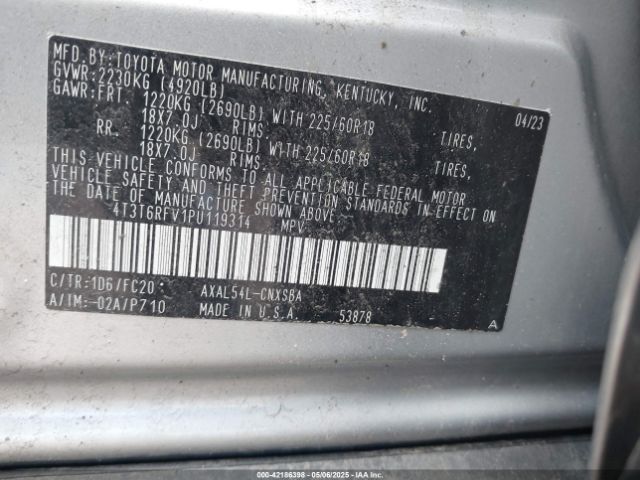 MFD.BY:TOYOTA MOTOR MANUFACTURING, KENTUCKY, INC.
GVWR:2230KG (4920LB) 04/23
GAWR:FRT. 1220KG (2690LB) WITH 225/60R18 TIRES,
18X7.0J RIMS.
RR. 1220KG (2690LB) WITH 225/60R18 TIRES,
18X7.0J RIMS.
THIS VEHICLE CONFORMS TO ALL APPLICABLE FEDERAL MOTOR
VEHICLE SAFETY AND THEFT PREVENTION STANDARDS IN EFFECT ON
THE DATE OF MANUFACTURE SHOWN ABOVE.
4T3T6RFV1PU119314 MPV
C/TR:1D6/FC20 AXAL54L-CNXSBA
A/TM:-02A/P710 MADE IN U.S.A. 53878 A
000-42186398 - 05/06/2025 - IAA Inc.